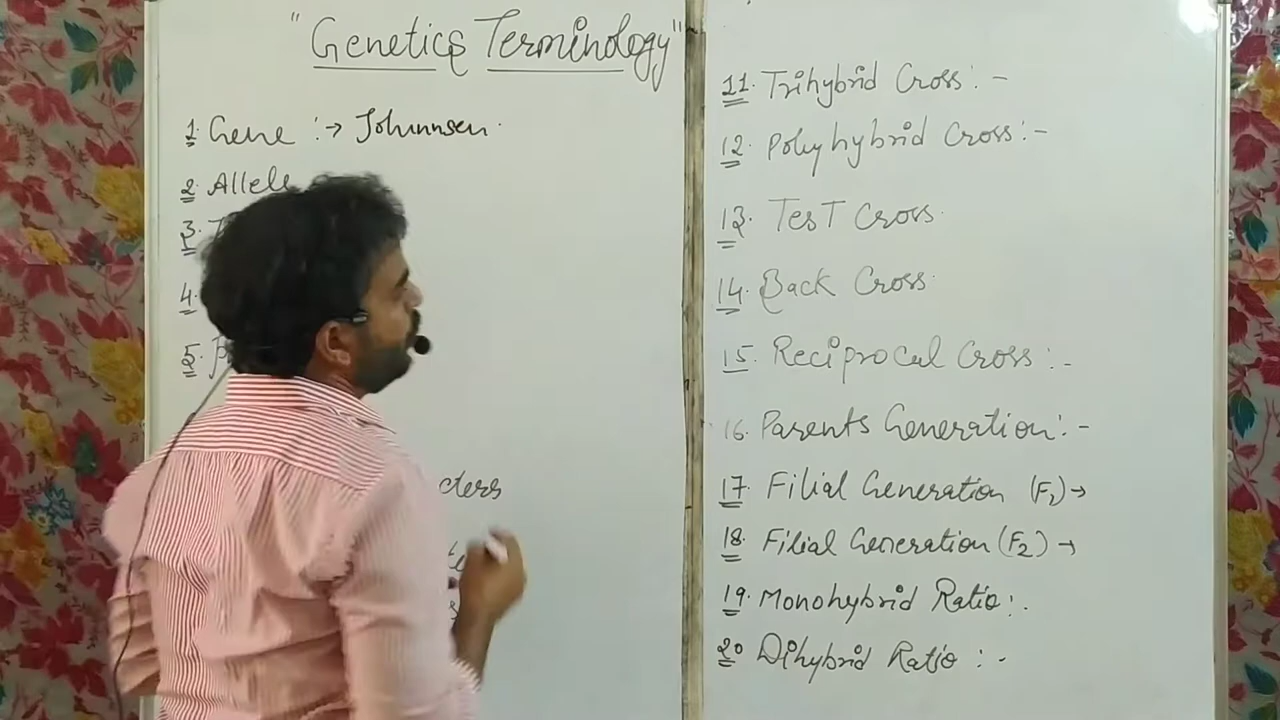 "Genetics Terminology"
1. Gene :→ Johnnsen.
2. Allele
3.
4.
5.
cters
11. Trihybrid Cross: -
12. Polyhybrid Cross: -
13. Test Cross.
14. Back Cross.
15. Reciprocal Cross: -
16. Parents Generation: -
17. Filial Generation (F₁) →
18. Filial Generation (F₂) →
19. Monohybrid Ratio: .
20 Dihybrid Ratio : -